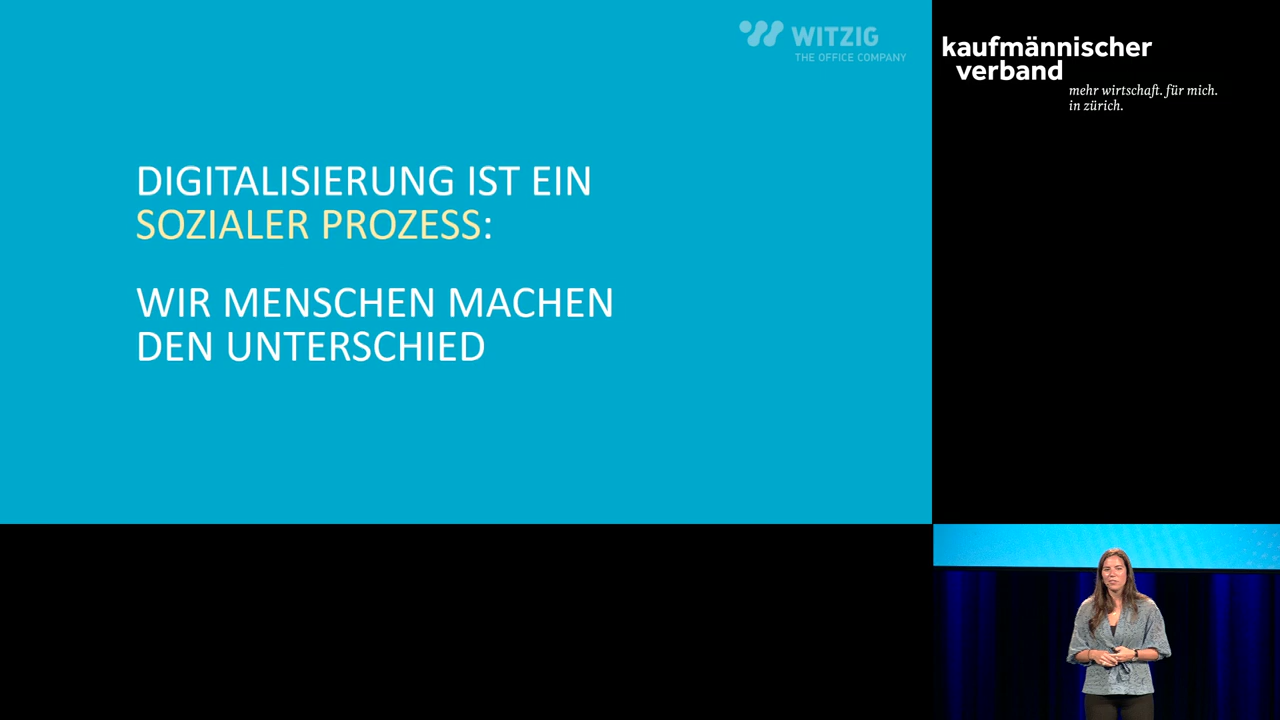 WITZIG
THE OFFICE COMPANY
kaufmännischer
verband
mehr wirtschaft. für mich.
in zürich.
DIGITALISIERUNG IST EIN
SOZIALER PROZESS:
WIR MENSCHEN MACHEN
DEN UNTERSCHIED